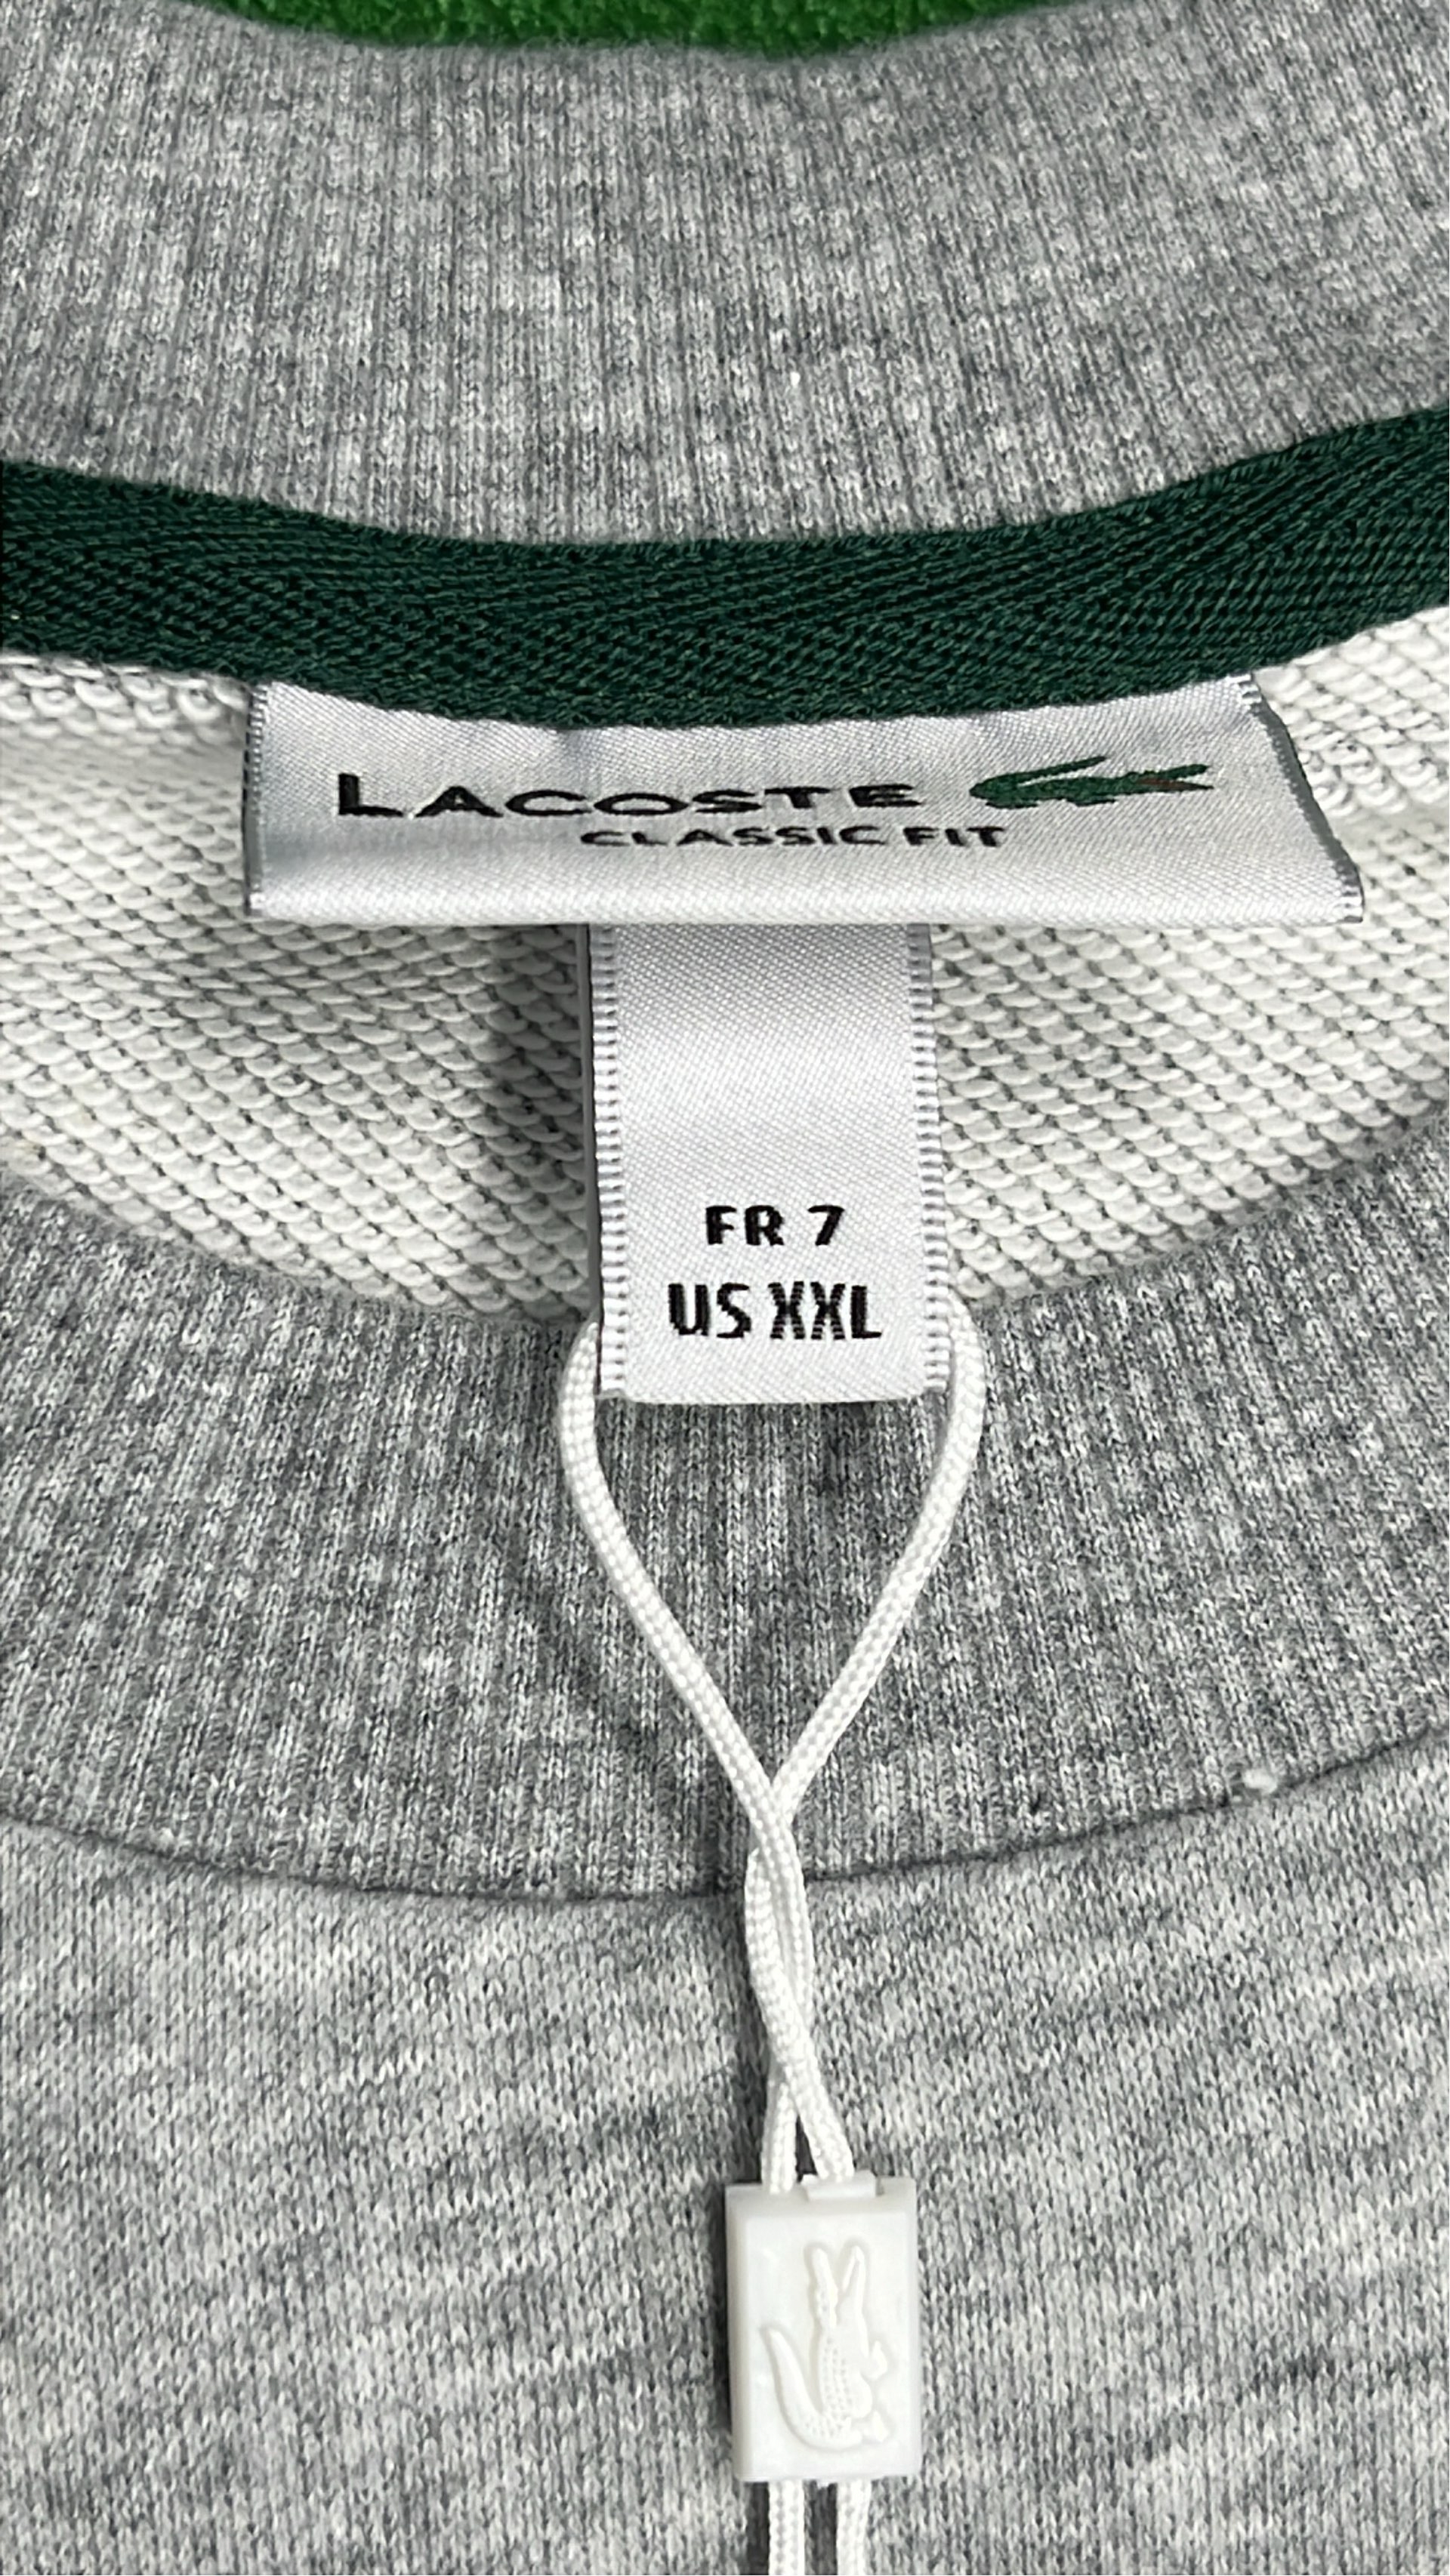 LACOSTE
CLASSIC FIT
FR 7
US XXL